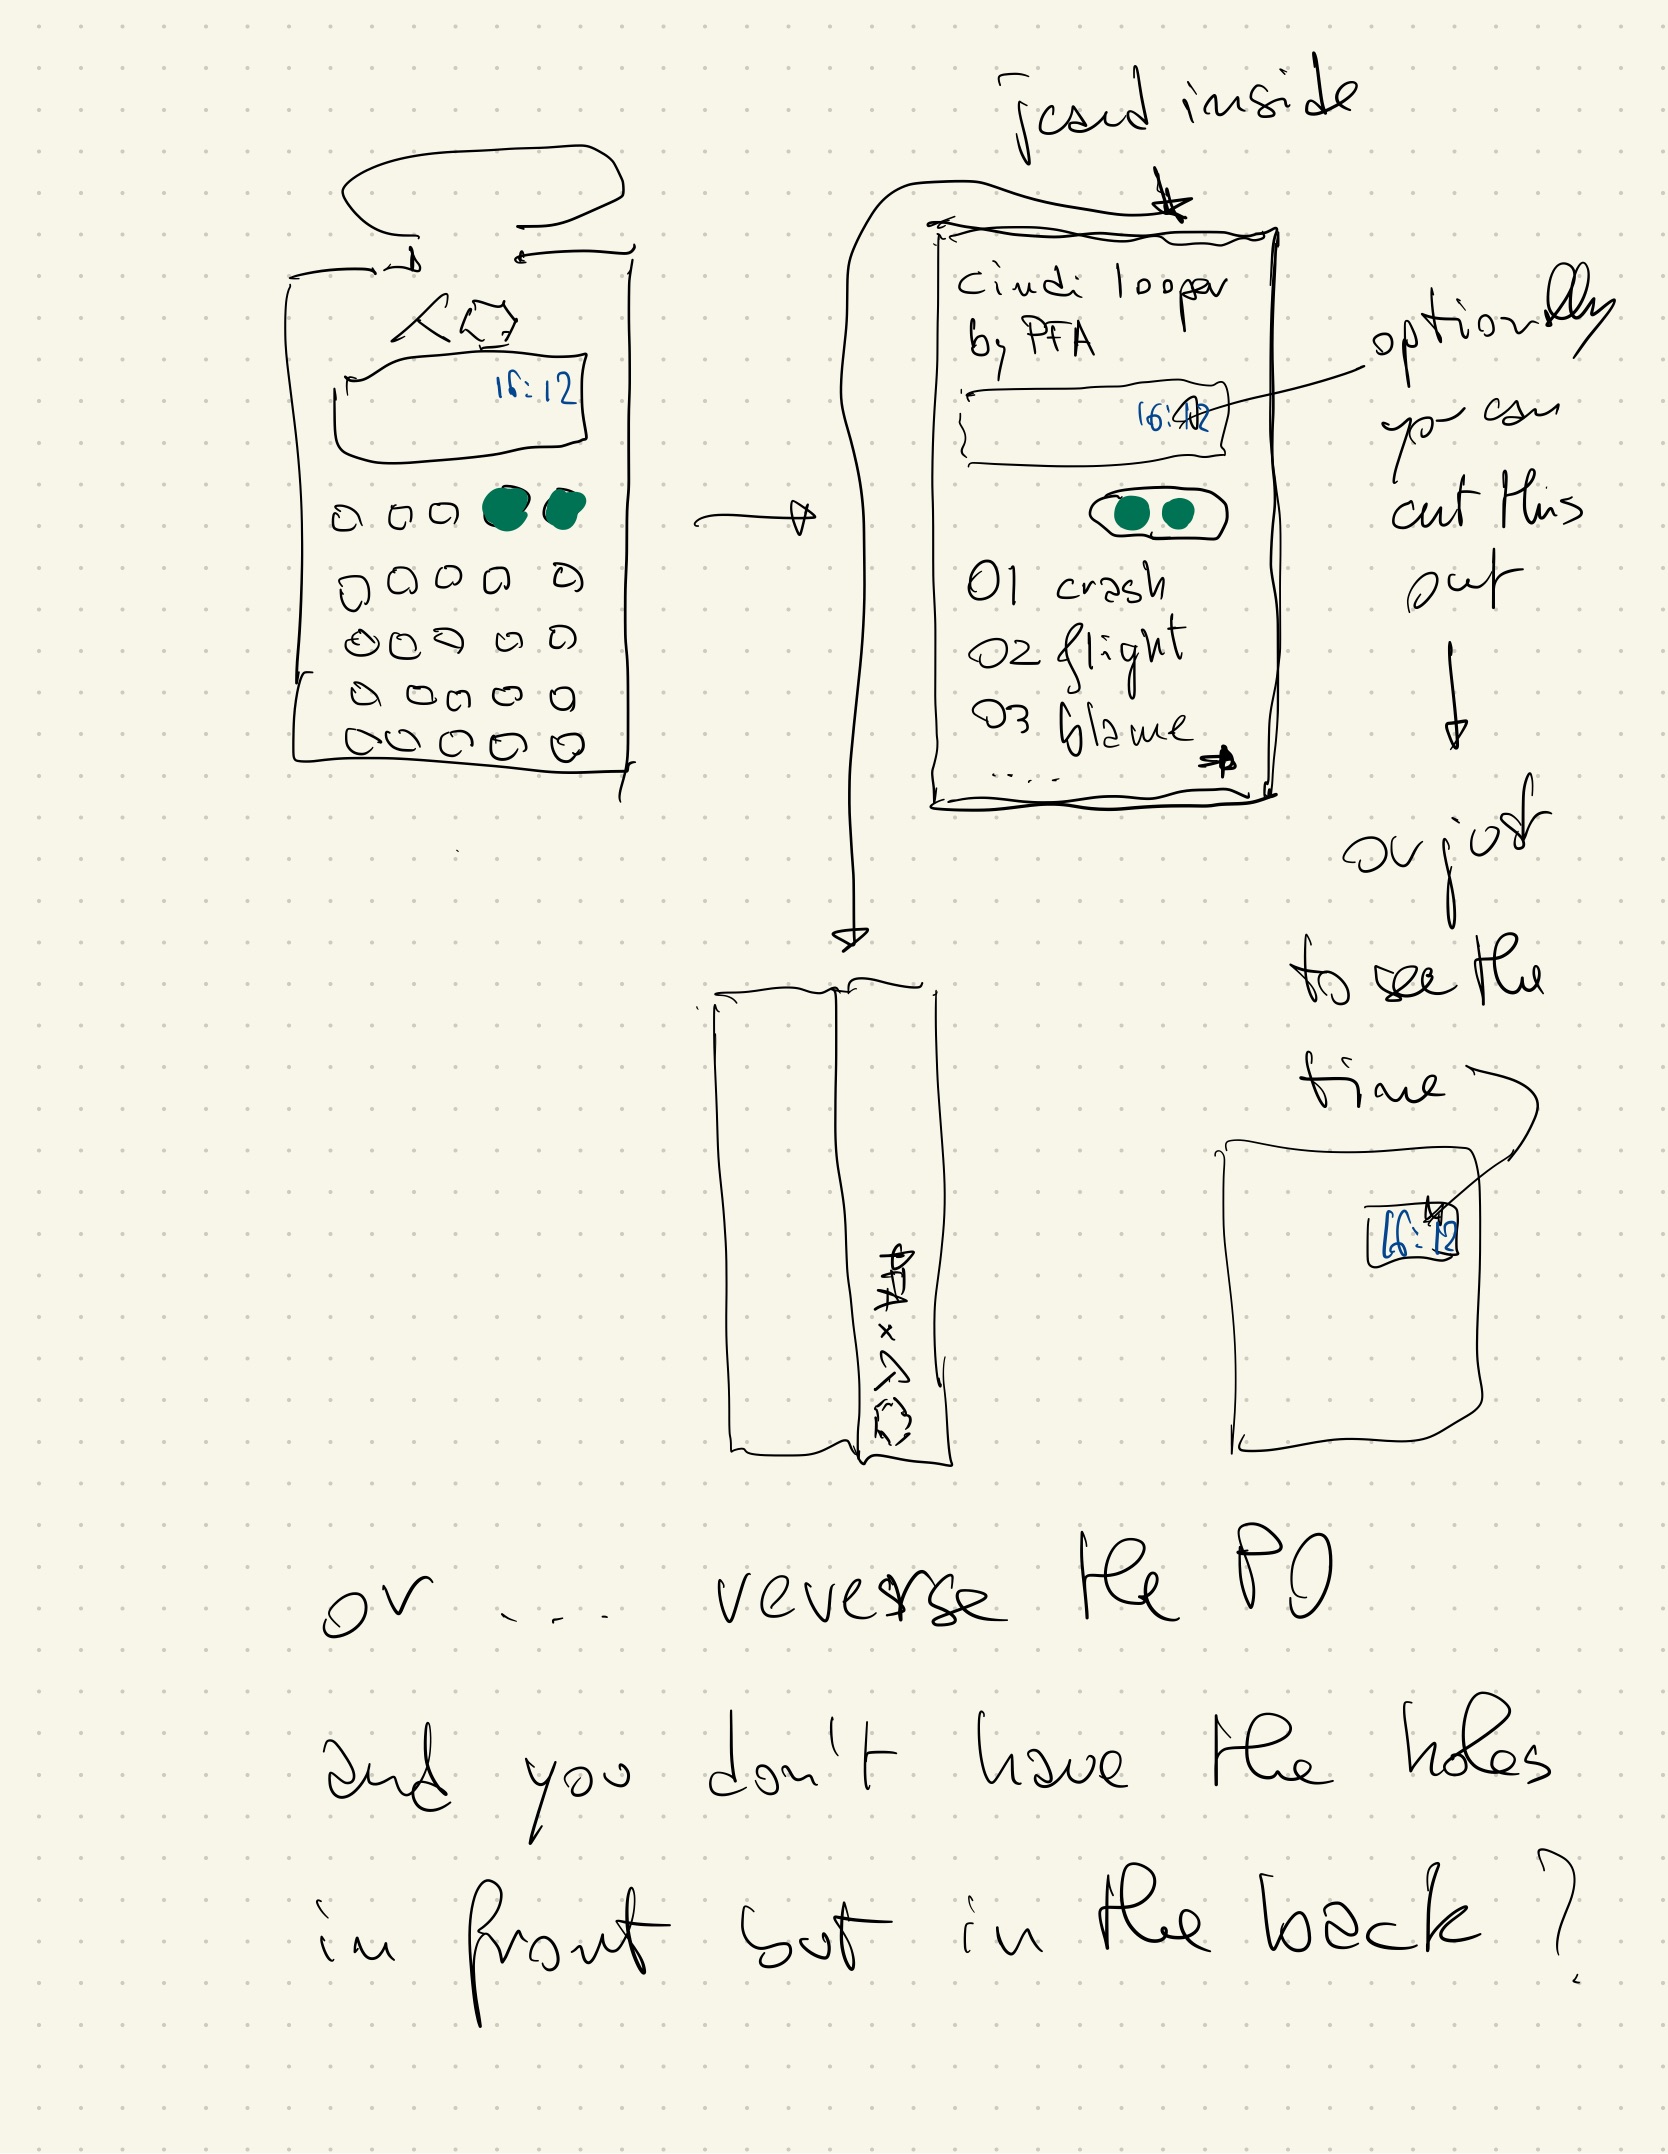 jcard inside
16:12
cindi looper
by PFA
16:12
01 crash
02 flight
03 blame
.....
optionally
you can
cut this
out
or just
to see the
time
16:12
PFA x
or .... reverse the PO
and you don't have the holes
in front but in the back?